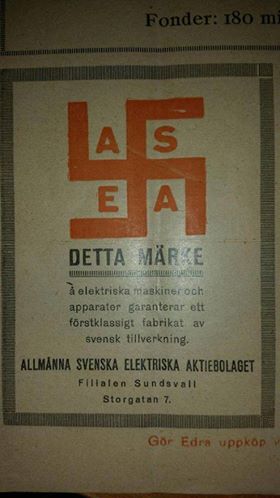 Fonder: 180 mi
A S
E A
DETTA MÄRKE
å elektriska maskiner och
apparater garanterar ett
förstklassigt fabrikat av
svensk tillverkning.
ALLMÄNNA SVENSKA ELEKTRISKA AKTIEBOLAGET
Filialen Sundsvall
Storgatan 7.
Gör Edra uppköp